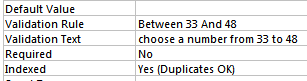 Default Value
Validation Rule Between 33 And 48
Validation Text choose a number from 33 to 48
Required No
Indexed Yes (Duplicates OK)